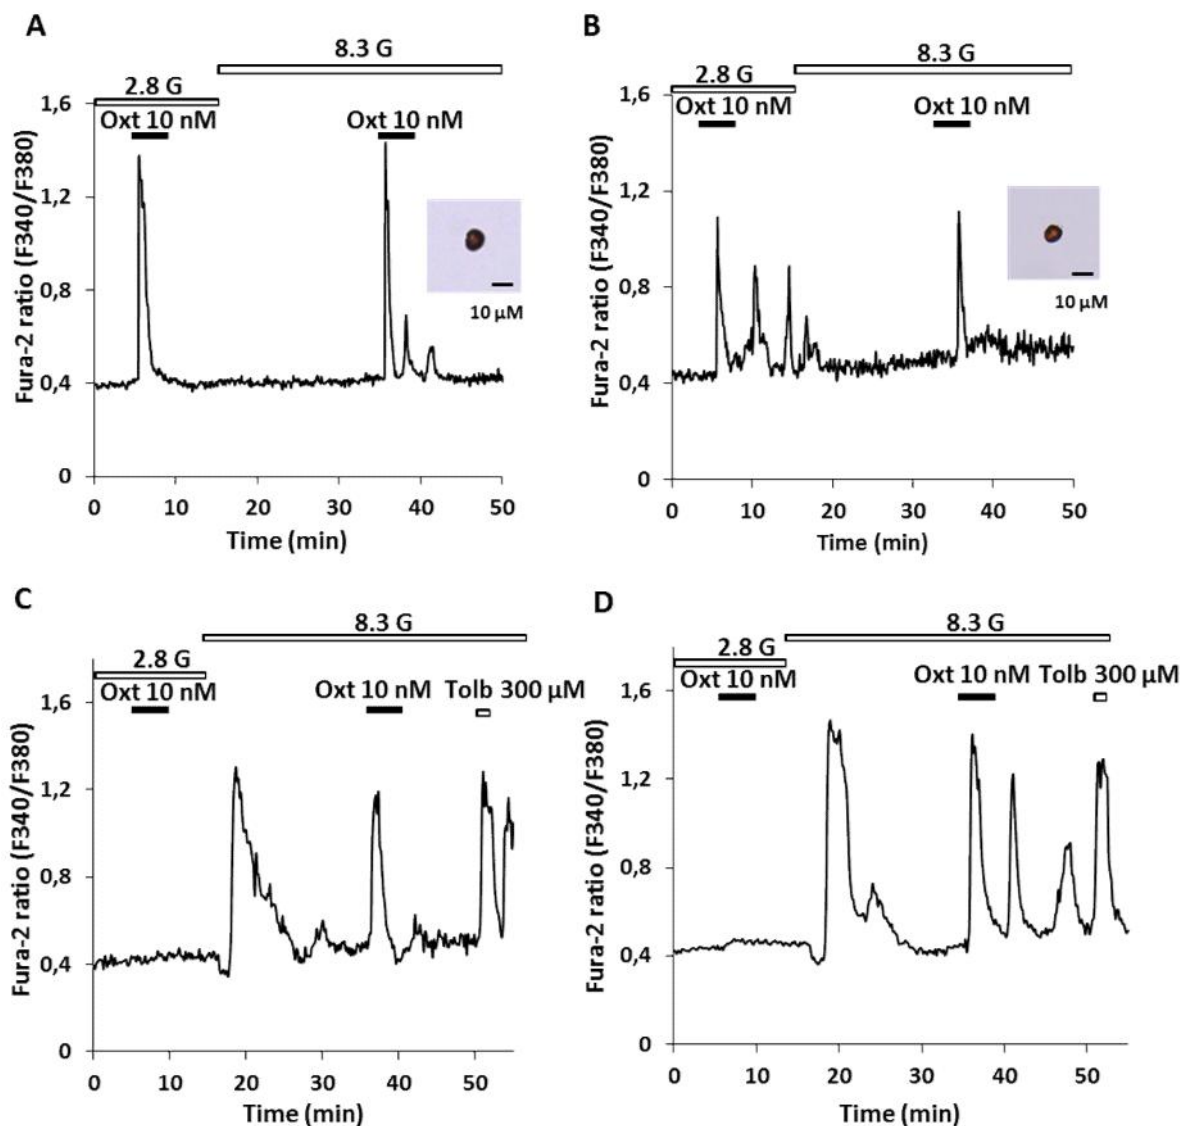 A
8.3 G
2.8 G
Oxt 10 nM
Oxt 10 nM
Fura-2 ratio (F340/F380)
1,6
1,2
0,8
0,4
0
10 µM
0 10 20 30 40 50
Time (min)
B
8.3 G
2.8 G
Oxt 10 nM
Oxt 10 nM
Fura-2 ratio (F340/F380)
1,6
1,2
0,8
0,4
0
10 µM
0 10 20 30 40 50
Time (min)
C
8.3 G
2.8 G
Oxt 10 nM
Oxt 10 nM
Tolb 300 µM
Fura-2 ratio (F340/F380)
1,6
1,2
0,8
0,4
0
0 10 20 30 40 50
Time (min)
D
8.3 G
2.8 G
Oxt 10 nM
Oxt 10 nM
Tolb 300 µM
Fura-2 ratio (F340/F380)
1,6
1,2
0,8
0,4
0
0 10 20 30 40 50
Time (min)